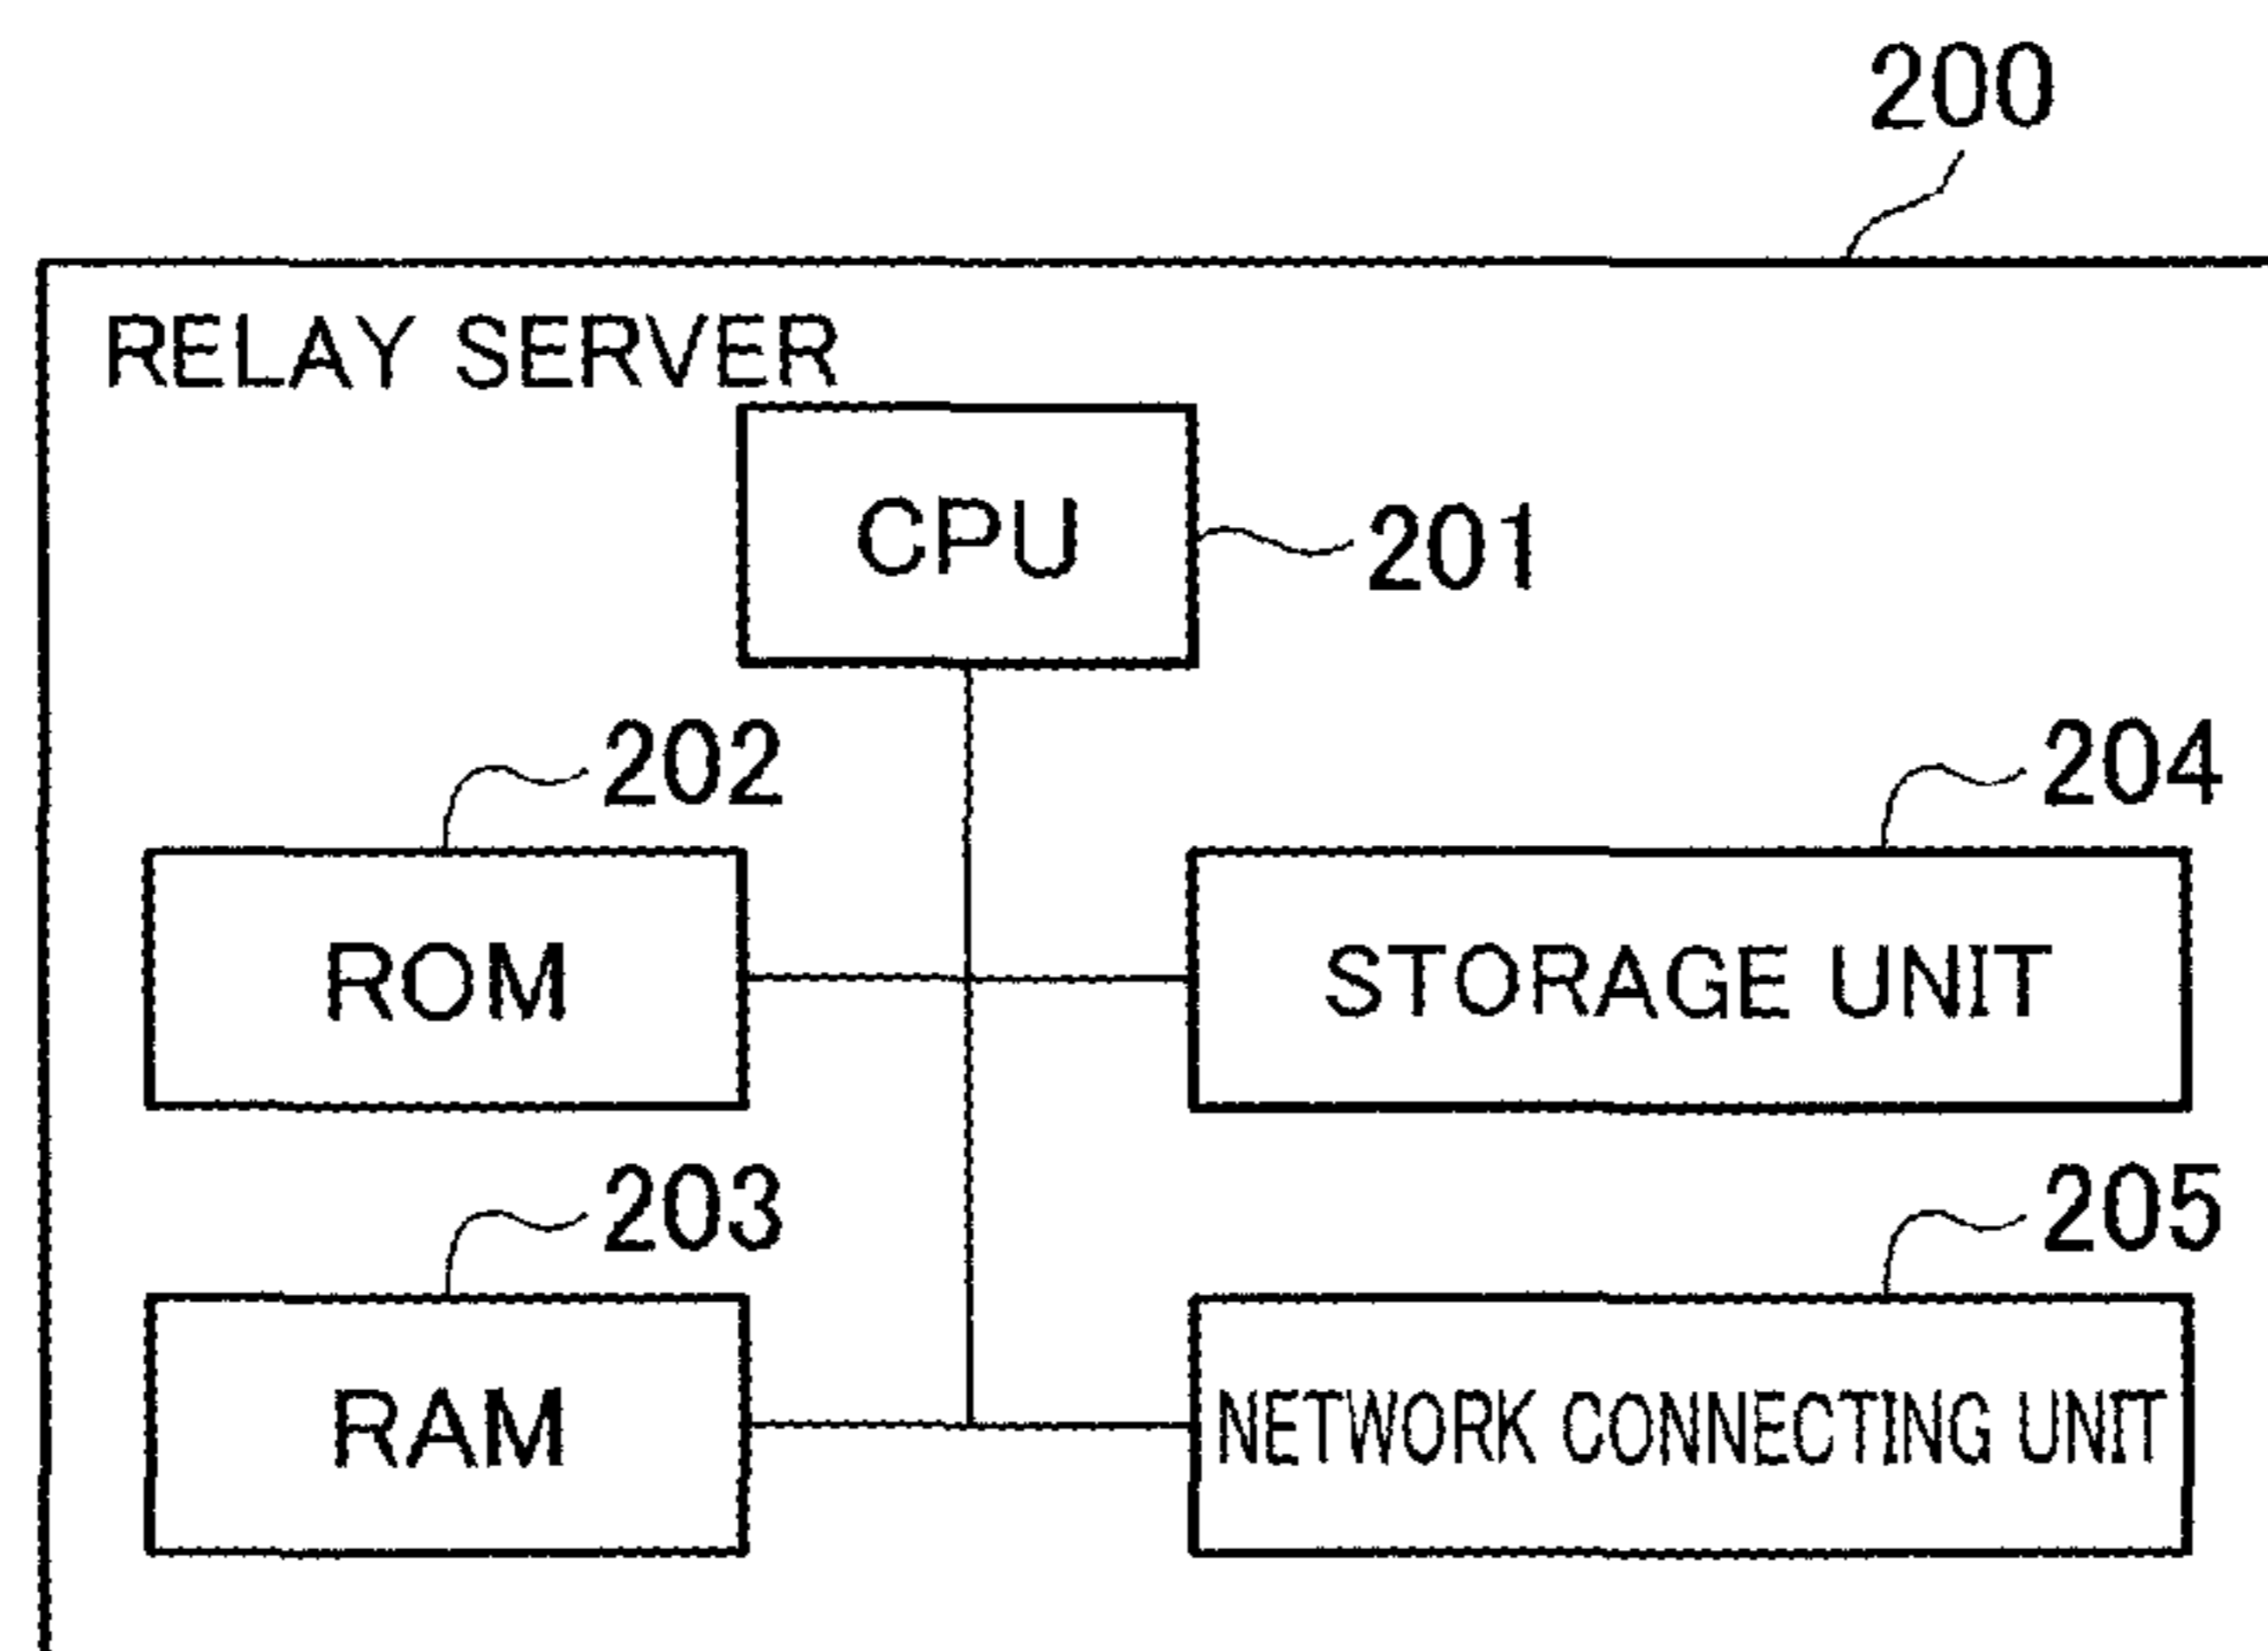 200
RELAY SERVER
CPU
201
202
204
ROM
STORAGE UNIT
203
205
RAM
NETWORK CONNECTING UNIT